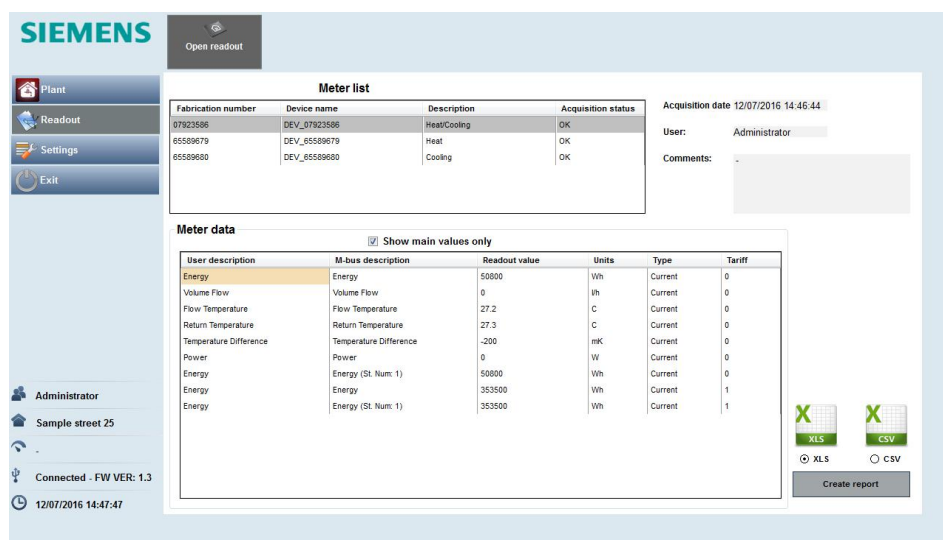 SIEMENS
Open readout
Plant
Readout
Settings
Exit
Meter list
Fabrication number Device name Description Acquisition status
07923586 DEV_07923586 Heat/Cooling OK
65589679 DEV_65589679 Heat OK
65589680 DEV_65589680 Cooling OK
Acquisition date 12/07/2016 14:46:44
User: Administrator
Comments: -
Meter data
Show main values only
User description M-bus description Readout value Units Type Tariff
Energy Energy 50800 Wh Current 0
Volume Flow Volume Flow 0 l/h Current 0
Flow Temperature Flow Temperature 27.2 C Current 0
Return Temperature Return Temperature 27.3 C Current 0
Temperature Difference Temperature Difference -200 mK Current 0
Power Power 0 W Current 0
Energy Energy (St. Num: 1) 50800 Wh Current 0
Energy Energy 353500 Wh Current 1
Energy Energy (St. Num: 1) 353500 Wh Current 1
Administrator
Sample street 25
-
Connected - FW VER: 1.3
12/07/2016 14:47:47
X X
XLS CSV
XLS CSV
Create report